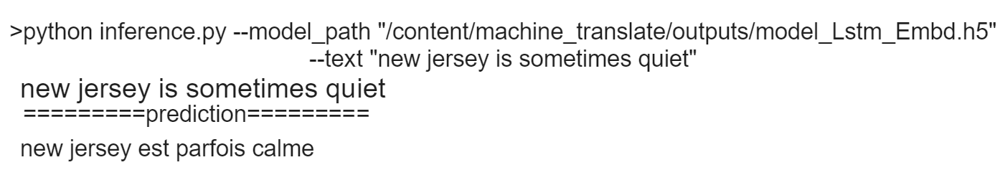 >python inference.py --model_path "/content/machine_translate/outputs/model_Lstm_Embd.h5"
--text "new jersey is sometimes quiet"
new jersey is sometimes quiet
=========prediction=========
new jersey est parfois calme